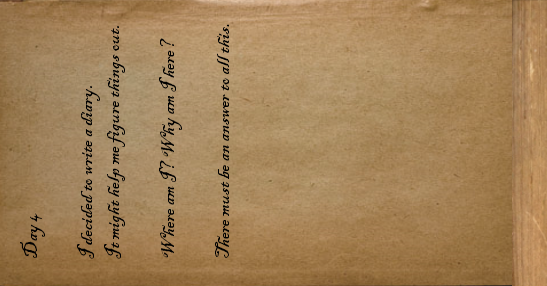 Day 4
I decided to write a diary.
It might help me figure things out.
Where am I? Why am I here?
There must be an answer to all this.